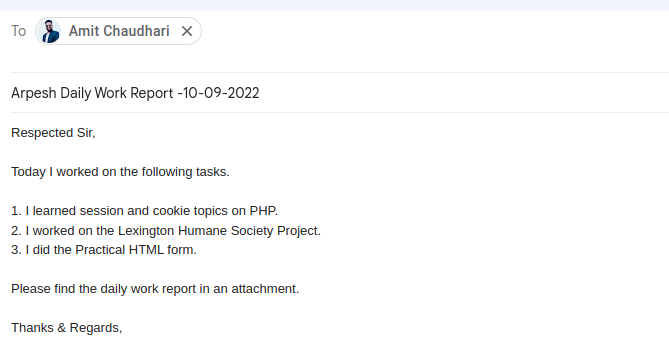 To Amit Chaudhari
Arpesh Daily Work Report -10-09-2022
Respected Sir,
Today I worked on the following tasks.
1. I learned session and cookie topics on PHP.
2. I worked on the Lexington Humane Society Project.
3. I did the Practical HTML form.
Please find the daily work report in an attachment.
Thanks & Regards,